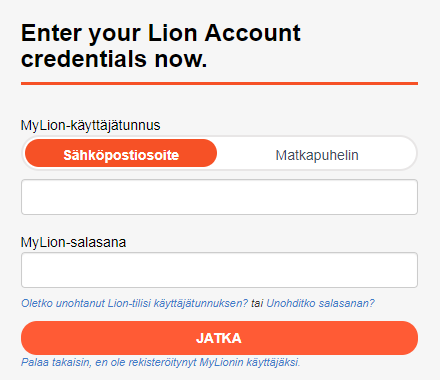 Enter your Lion Account
credentials now.
MyLion-käyttäjätunnus
Sähköpostiosoite Matkapuhelin
MyLion-salasana
Oletko unohtanut Lion-tilisi käyttäjätunnuksen? tai Unohditko salasanan?
JATKA
Palaa takaisin, en ole rekisteröitynyt MyLionin käyttäjäksi.